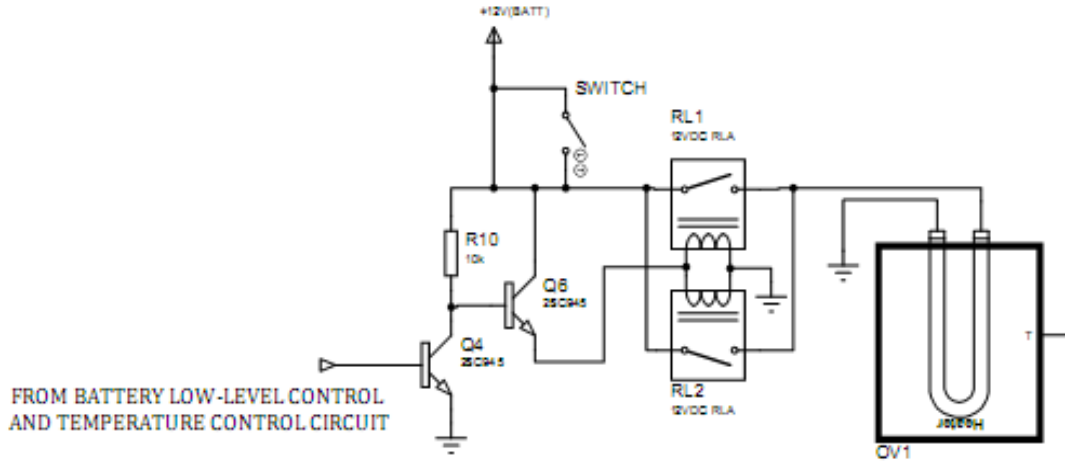 +12V(BATT)
SWITCH
RL1
12VDC RLA
R10
10k
Q6
2SC945
Q4
2SC945
T
FROM BATTERY LOW-LEVEL CONTROL
AND TEMPERATURE CONTROL CIRCUIT
RL2
12VDC RLA
Heater
OV1